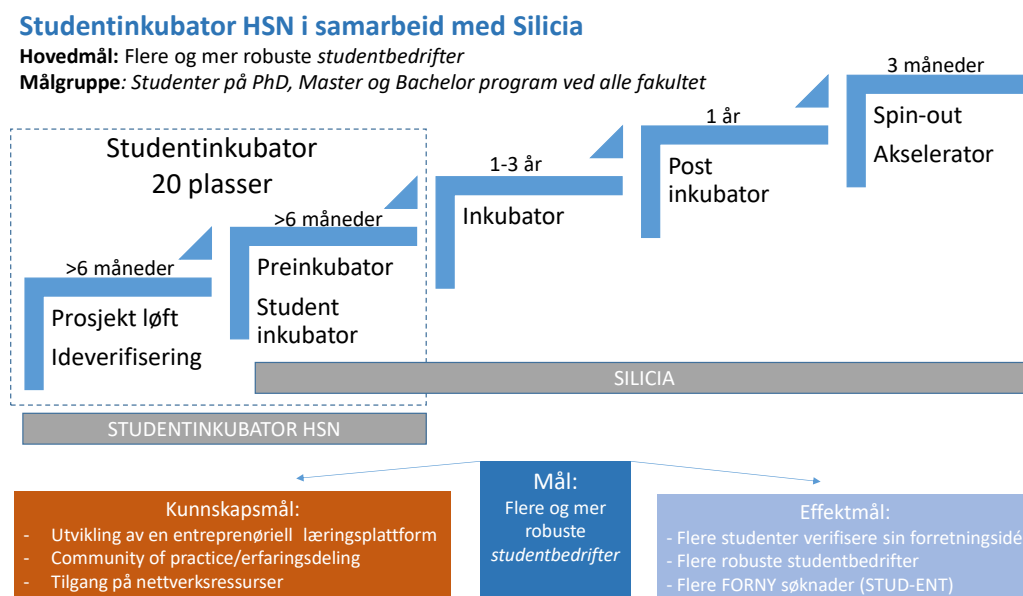 Studentinkubator HSN i samarbeid med Silicia
Hovedmål: Flere og mer robuste studentbedrifter
Målgruppe: Studenter på PhD, Master og Bachelor program ved alle fakultet
Studentinkubator
20 plasser
>6 måneder
Prosjekt løft
Ideverifisering
>6 måneder
Preinkubator
Student
inkubator
1-3 år
Inkubator
1 år
Post
inkubator
3 måneder
Spin-out
Akselerator
SILICIA
STUDENTINKUBATOR HSN
Kunnskapsmål:
- Utvikling av en entreprenøriell læringsplattform
- Community of practice/erfaringsdeling
- Tilgang på nettverksressurser
Mål:
Flere og mer
robuste
studentbedrifter
Effektmål:
- Flere studenter verifisere sin forretningsidé
- Flere robuste studentbedrifter
- Flere FORNY søknader (STUD-ENT)